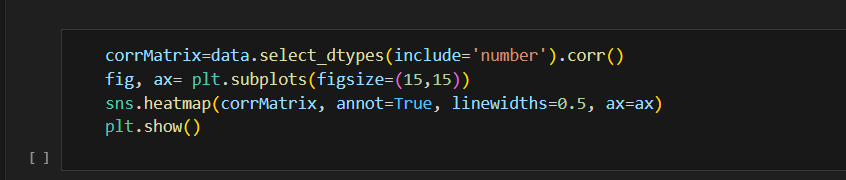 corrMatrix=data.select_dtypes(include='number').corr()
fig, ax= plt.subplots(figsize=(15,15))
sns.heatmap(corrMatrix, annot=True, linewidths=0.5, ax=ax)
plt.show()
[ ]